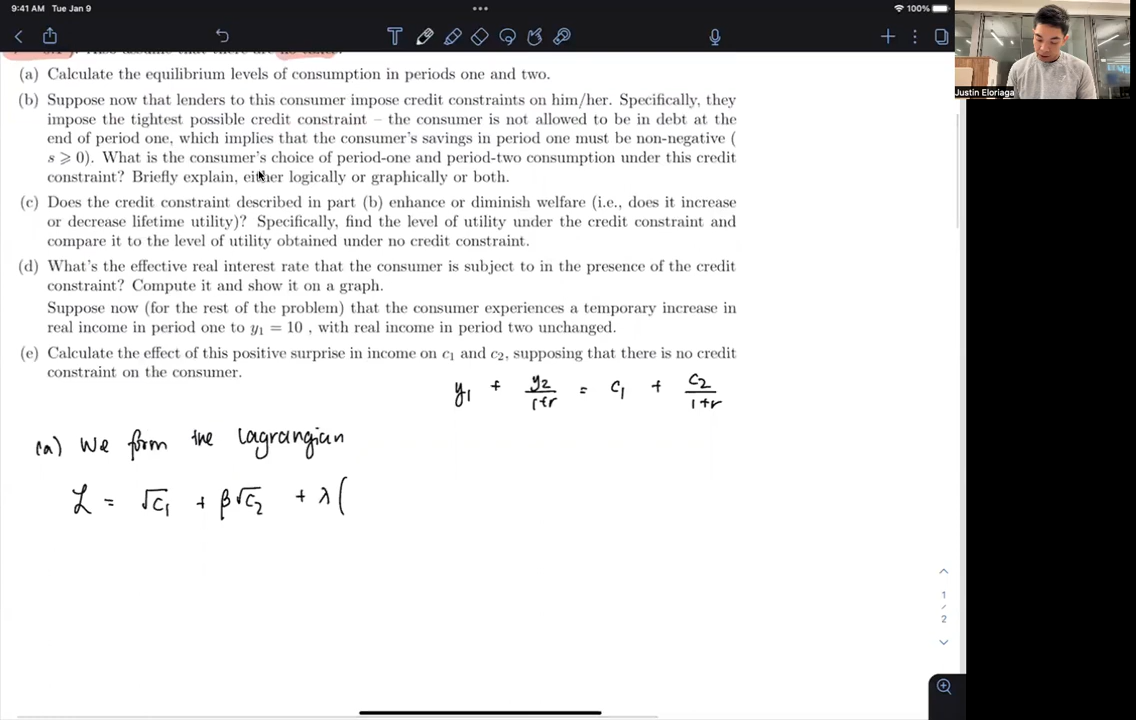 9:41 AM Tue Jan 9
100%
(a) Calculate the equilibrium levels of consumption in periods one and two.
(b) Suppose now that lenders to this consumer impose credit constraints on him/her. Specifically, they
impose the tightest possible credit constraint – the consumer is not allowed to be in debt at the
end of period one, which implies that the consumer's savings in period one must be non-negative (
s ⩾ 0). What is the consumer's choice of period-one and period-two consumption under this credit
constraint? Briefly explain, either logically or graphically or both.
(c) Does the credit constraint described in part (b) enhance or diminish welfare (i.e., does it increase
or decrease lifetime utility)? Specifically, find the level of utility under the credit constraint and
compare it to the level of utility obtained under no credit constraint.
(d) What's the effective real interest rate that the consumer is subject to in the presence of the credit
constraint? Compute it and show it on a graph.
Suppose now (for the rest of the problem) that the consumer experiences a temporary increase in
real income in period one to y₁ = 10 , with real income in period two unchanged.
(e) Calculate the effect of this positive surprise in income on c₁ and c₂, supposing that there is no credit
constraint on the consumer.
y₁ + y₂/(1+r) = c₁ + c₂/(1+r)
(a) We form the Lagrangian
ℒ = √c₁ + β√c₂ + λ(
Justin Eloriaga
1
/
2